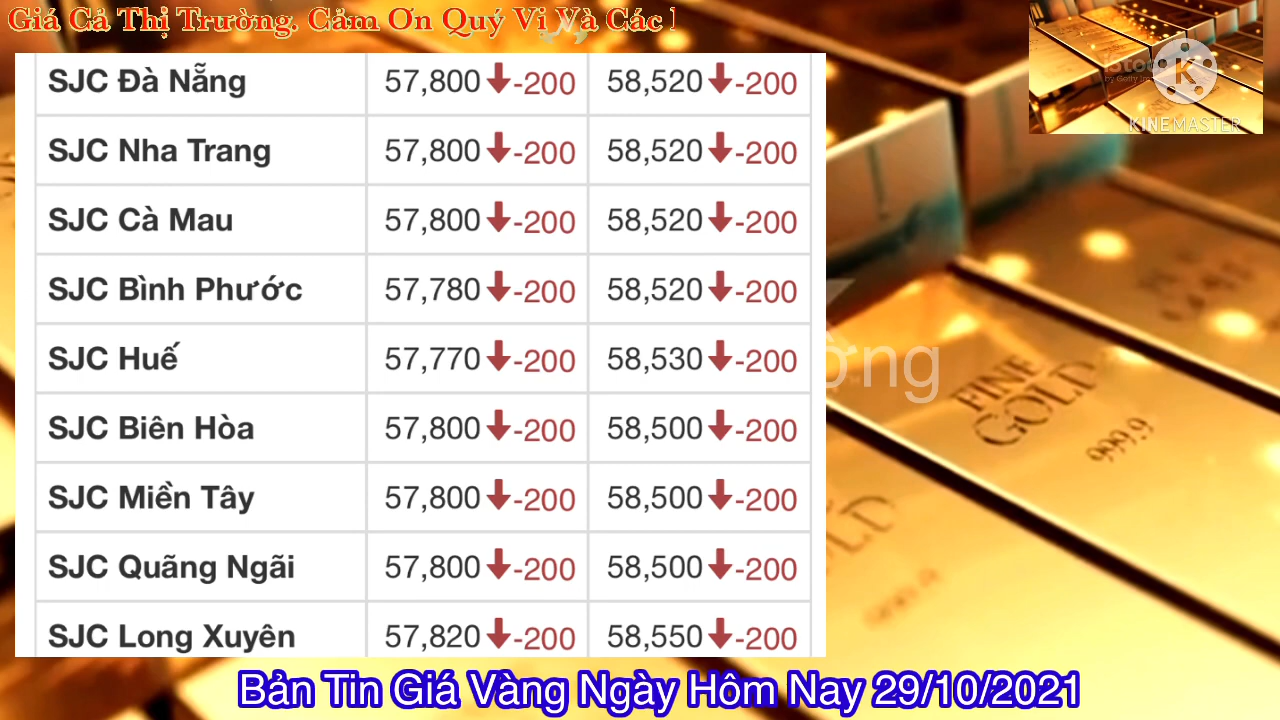 Giá Cả Thị Trường. Cảm Ơn Quý Vi Và Các
SJC Đà Nẵng 57,800 -200 58,520 -200
SJC Nha Trang 57,800 -200 58,520 -200
SJC Cà Mau 57,800 -200 58,520 -200
SJC Bình Phước 57,780 -200 58,520 -200
SJC Huế 57,770 -200 58,530 -200
SJC Biên Hòa 57,800 -200 58,500 -200
SJC Miền Tây 57,800 -200 58,500 -200
SJC Quãng Ngãi 57,800 -200 58,500 -200
SJC Long Xuyên 57,820 -200 58,550 -200
K
KINEMASTER
FINE
GOLD
999.9
Bản Tin Giá Vàng Ngày Hôm Nay 29/10/2021